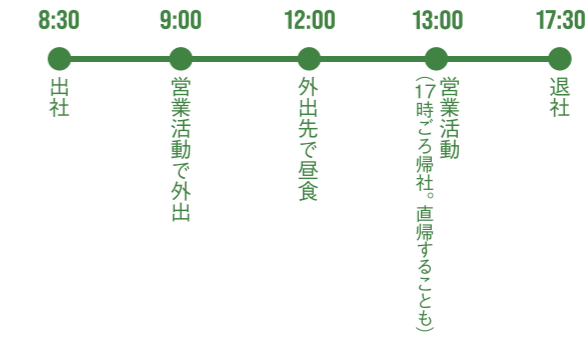 8:30
出社
9:00
営業活動で外出
12:00
外出先で昼食
13:00
営業活動
（17時ごろ帰社。直帰することも）
17:30
退社